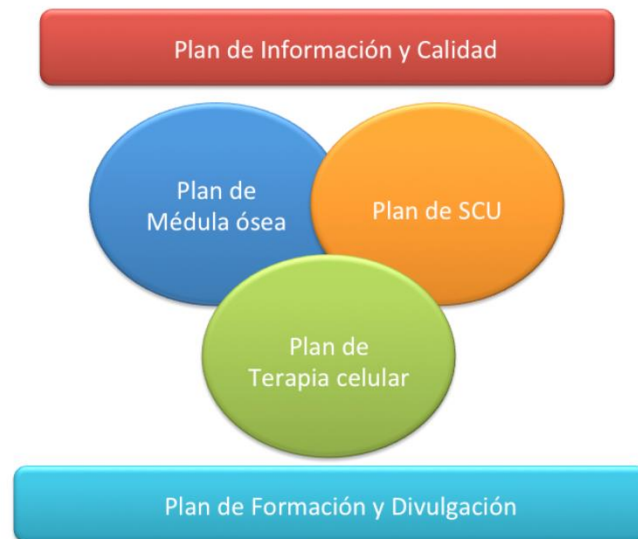 Plan de Información y Calidad
Plan de
Médula ósea
Plan de SCU
Plan de
Terapia celular
Plan de Formación y Divulgación